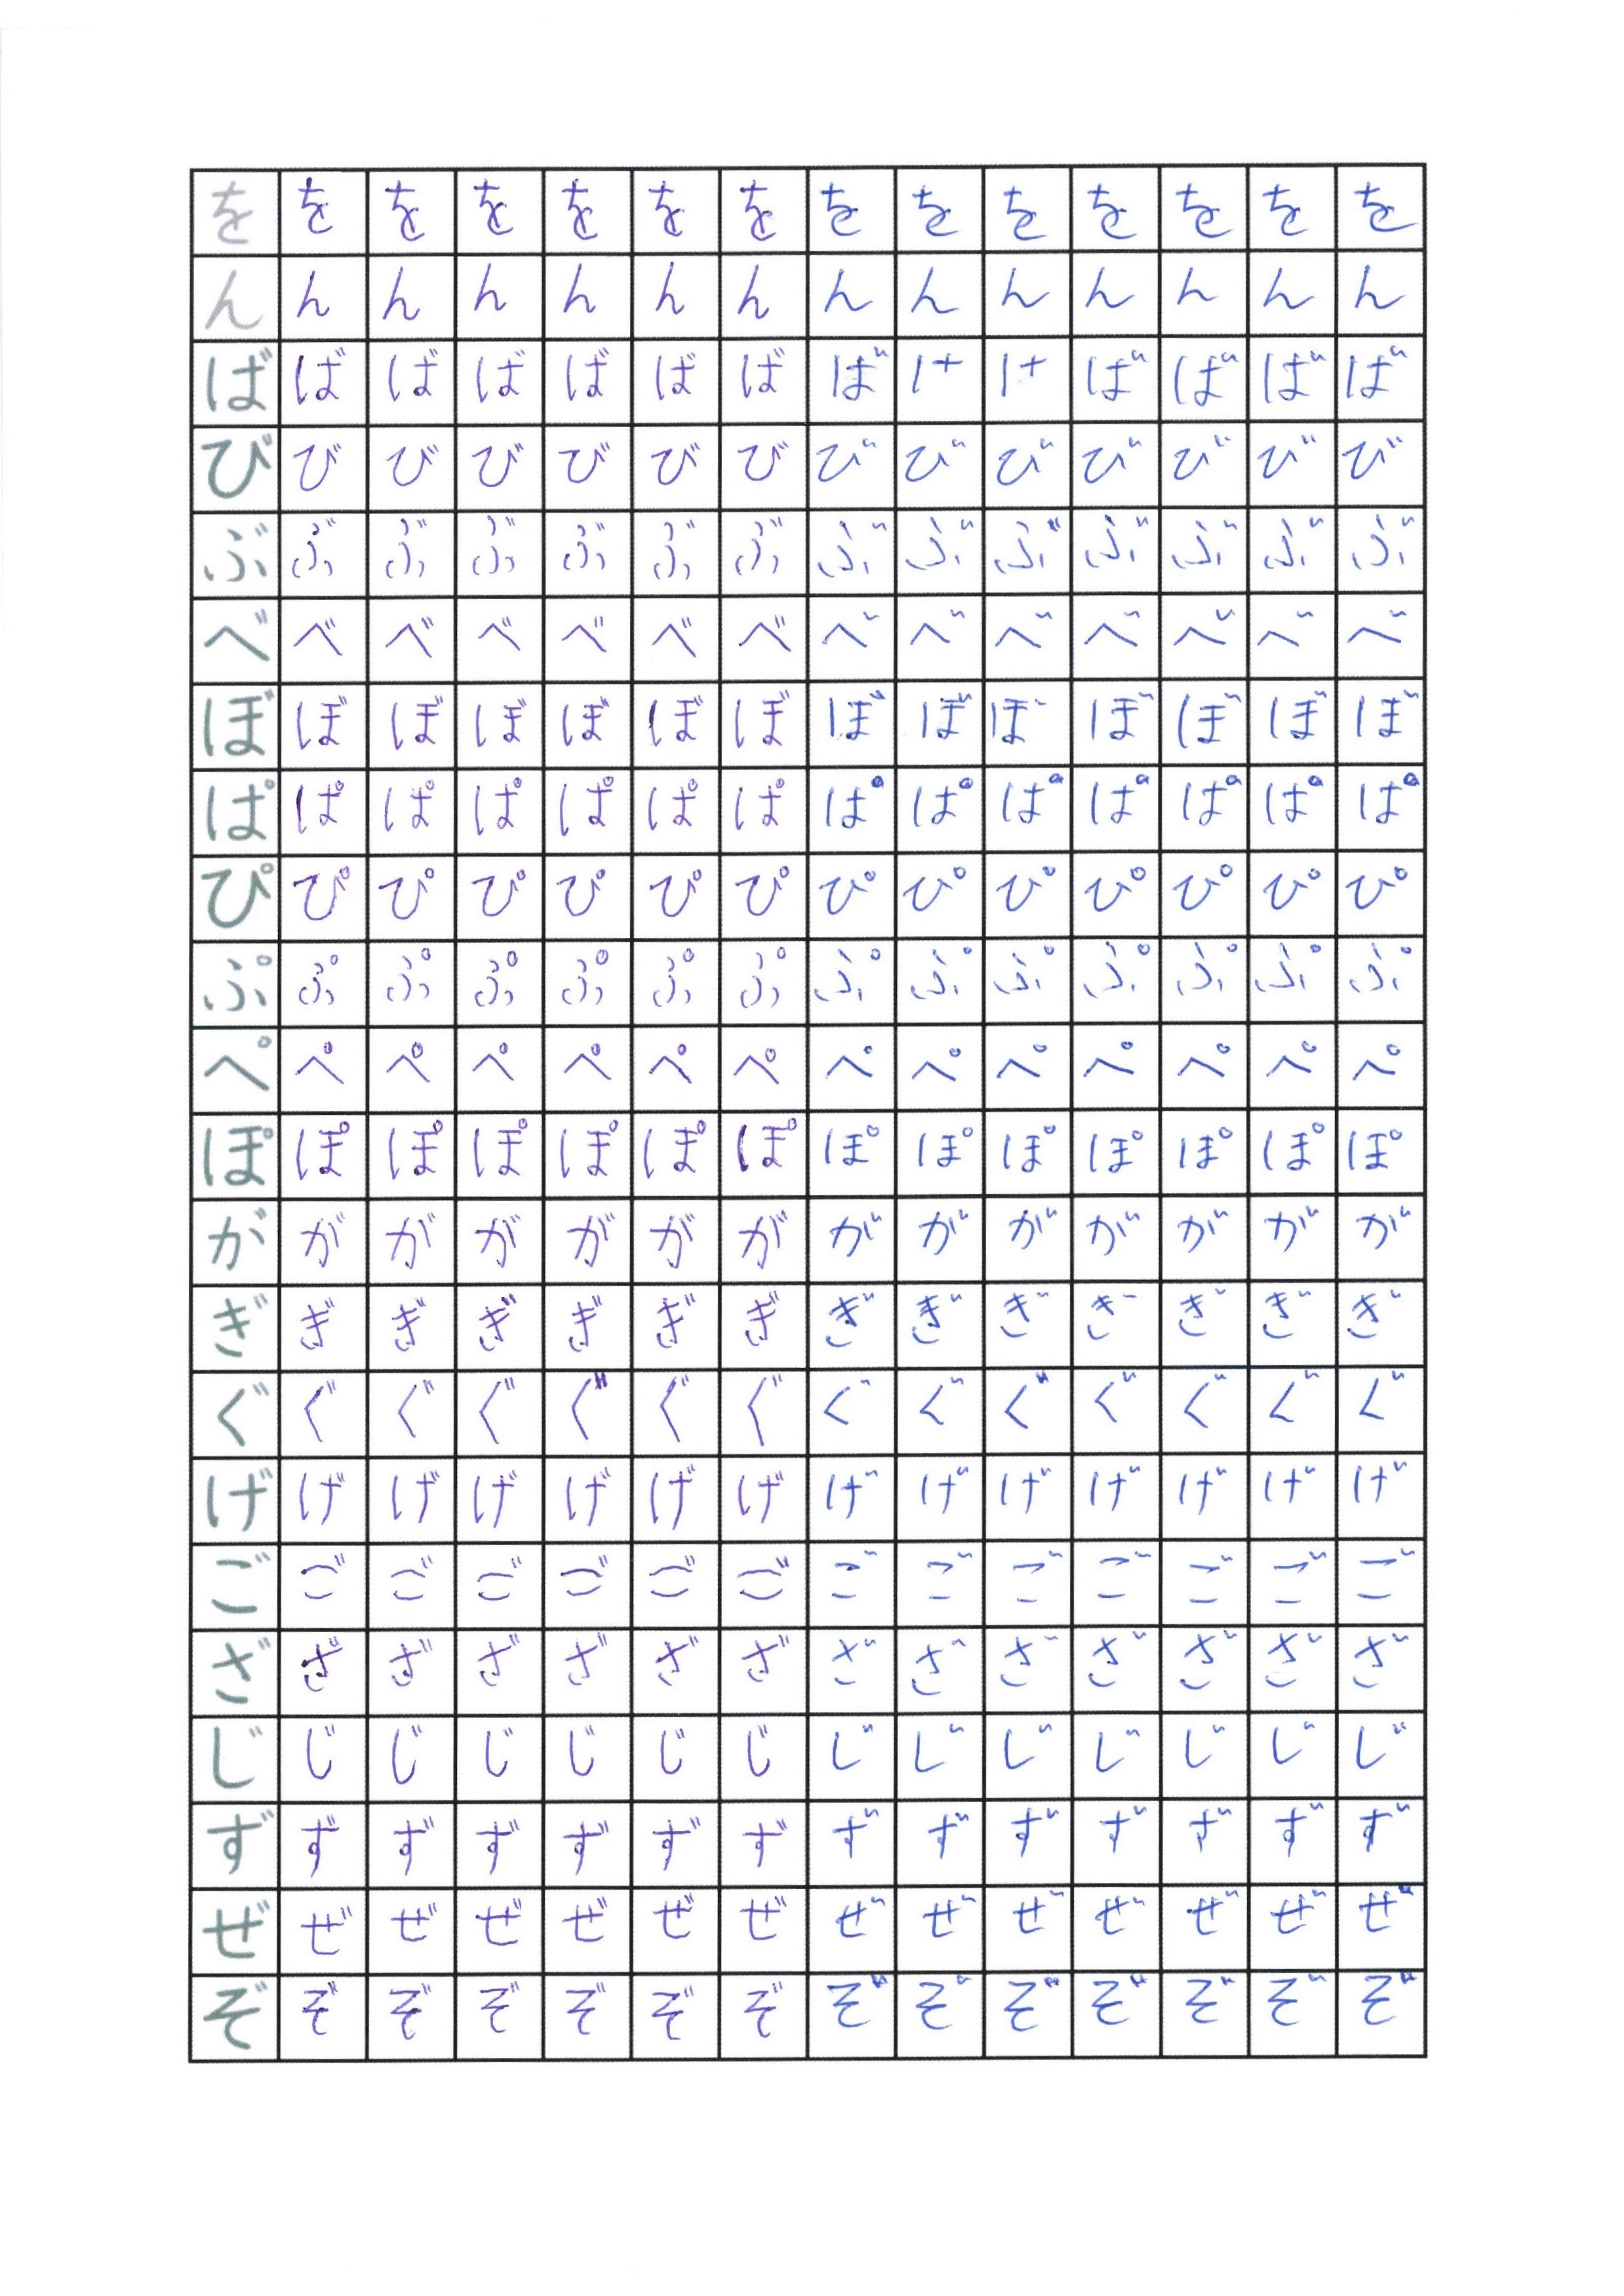 を を を を を を を を を を を を を を
ん ん ん ん ん ん ん ん ん ん ん ん ん ん
ば ば ば ば ば ば ば ば ば ば ば ば
び び び び び び び び び び び び び び
ぶ ぶ ぶ ぶ ぶ ぶ ぶ ぶ ぶ ぶ ぶ ぶ ぶ ぶ
べ べ べ べ べ べ べ べ べ べ べ べ べ べ
ぼ ぼ ぼ ぼ ぼ ぼ ぼ ぼ ぼ ぼ ぼ ぼ ぼ ぼ
ぱ ぱ ぱ ぱ ぱ ぱ ぱ ぱ ぱ ぱ ぱ ぱ ぱ ぱ
ぴ ぴ ぴ ぴ ぴ ぴ ぴ ぴ ぴ ぴ ぴ ぴ ぴ ぴ
ぷ ぷ ぷ ぷ ぷ ぷ ぷ ぷ ぷ ぷ ぷ ぷ ぷ ぷ
ぺ ぺ ぺ ぺ ぺ ぺ ぺ ぺ ぺ ぺ ぺ ぺ ぺ ぺ
ぽ ぽ ぽ ぽ ぽ ぽ ぽ ぽ ぽ ぽ ぽ ぽ ぽ ぽ
が が が が が が が が が が が が が が
ぎ ぎ ぎ ぎ ぎ ぎ ぎ ぎ ぎ ぎ ぎ ぎ ぎ ぎ
ぐ ぐ ぐ ぐ ぐ ぐ ぐ ぐ ぐ ぐ ぐ ぐ ぐ ぐ
げ げ げ げ げ げ げ げ げ げ げ げ げ げ
ご ご ご ご ご ご ご ご ご ご ご ご ご ご
ざ ざ ざ ざ ざ ざ ざ ざ ざ ざ ざ ざ ざ ざ
じ じ じ じ じ じ じ じ じ じ じ じ じ じ
ず ず ず ず ず ず ず ず ず ず ず ず ず ず
ぜ ぜ ぜ ぜ ぜ ぜ ぜ ぜ ぜ ぜ ぜ ぜ ぜ ぜ
ぞ ぞ ぞ ぞ ぞ ぞ ぞ ぞ ぞ ぞ ぞ ぞ ぞ ぞ